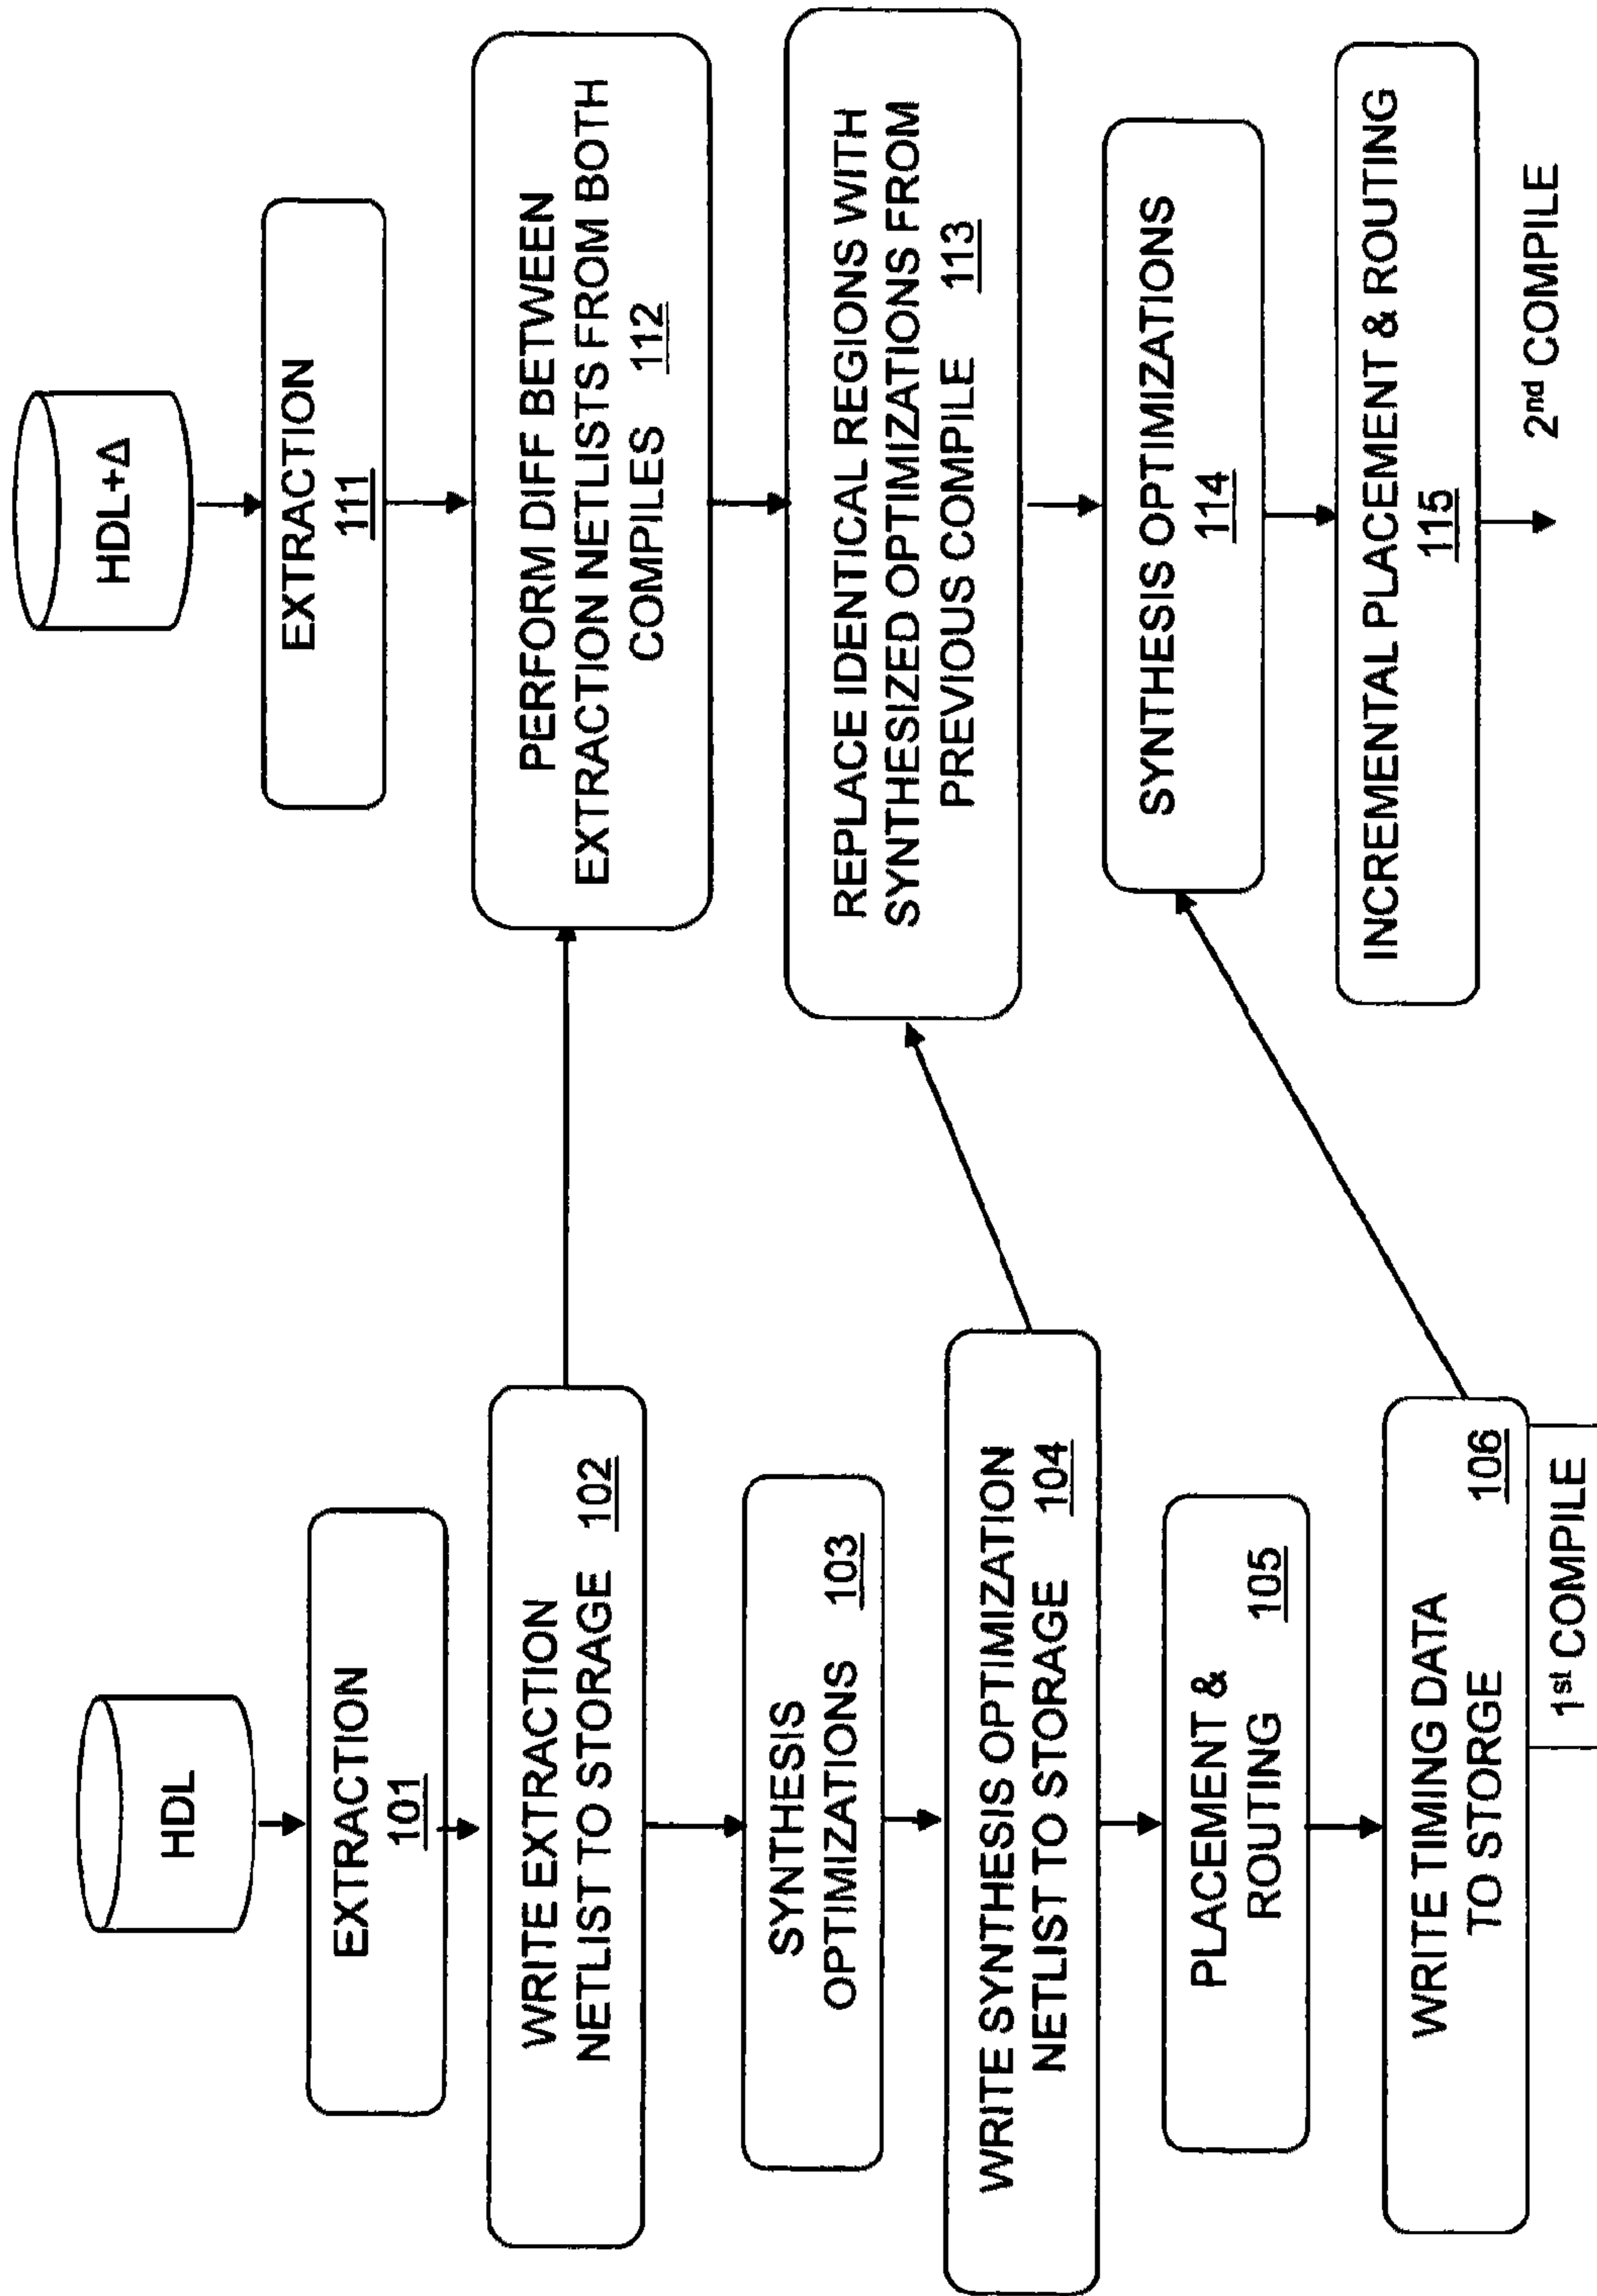 HDL
EXTRACTION
101
WRITE EXTRACTION
NETLIST TO STORAGE 102
SYNTHESIS
OPTIMIZATIONS 103
WRITE SYNTHESIS OPTIMIZATION
NETLIST TO STORAGE 104
PLACEMENT &
ROUTING 105
WRITE TIMING DATA
TO STORGE 106
1st COMPILE
HDL+Δ
EXTRACTION
111
PERFORM DIFF BETWEEN
EXTRACTION NETLISTS FROM BOTH
COMPILES 112
REPLACE IDENTICAL REGIONS WITH
SYNTHESIZED OPTIMIZATIONS FROM
PREVIOUS COMPILE 113
SYNTHESIS OPTIMIZATIONS
114
INCREMENTAL PLACEMENT & ROUTING
115
2nd COMPILE